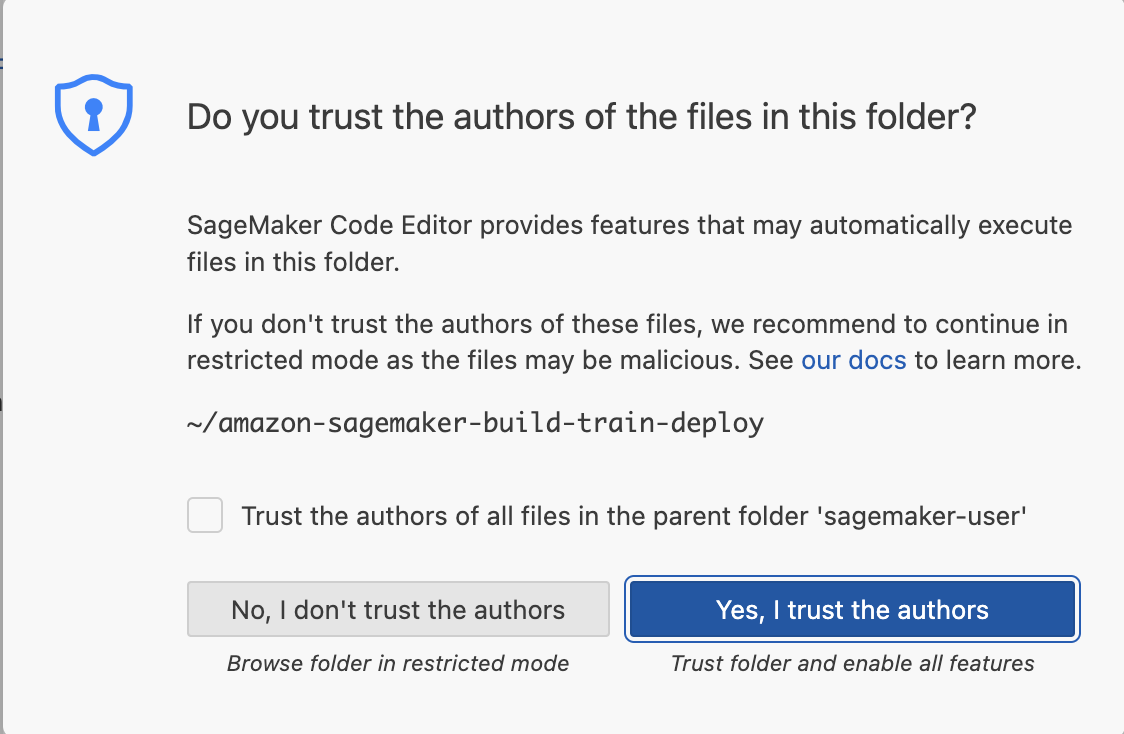 Do you trust the authors of the files in this folder?
SageMaker Code Editor provides features that may automatically execute
files in this folder.
If you don't trust the authors of these files, we recommend to continue in
restricted mode as the files may be malicious. See our docs to learn more.
~/amazon-sagemaker-build-train-deploy
Trust the authors of all files in the parent folder 'sagemaker-user'
No, I don't trust the authors
Yes, I trust the authors
Browse folder in restricted mode
Trust folder and enable all features